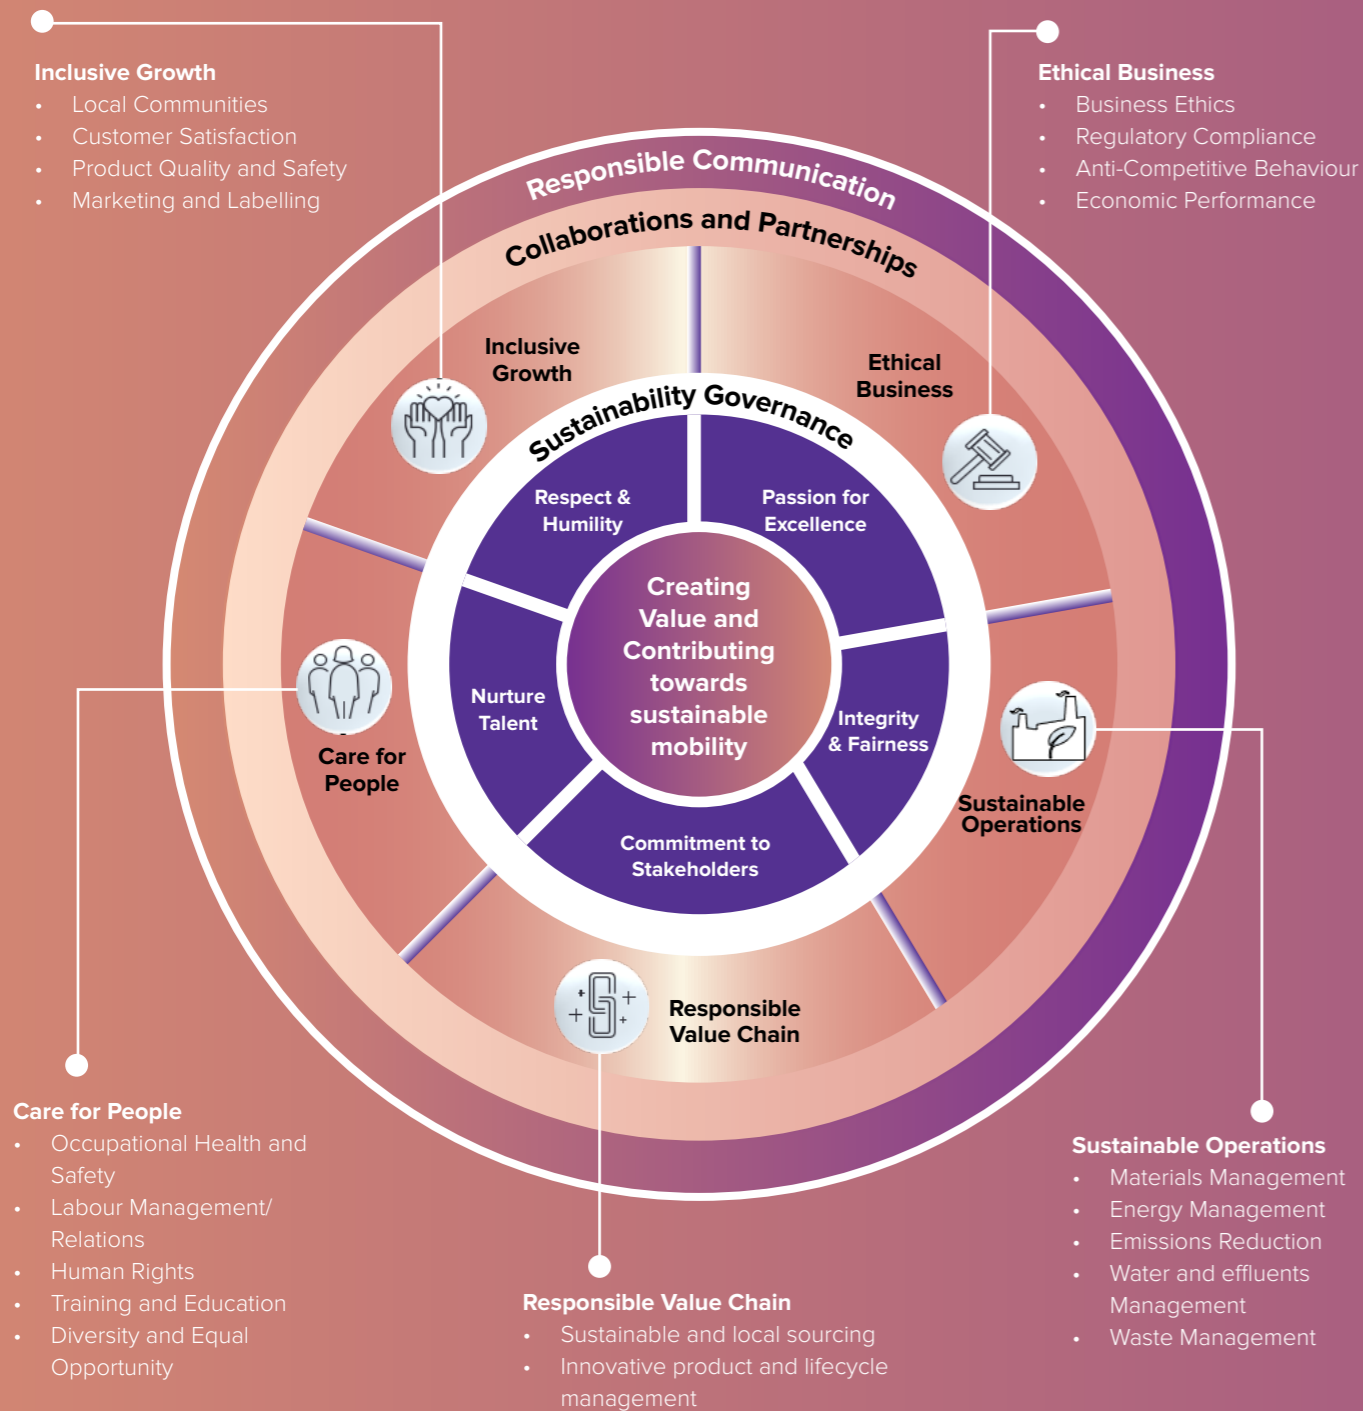 Inclusive Growth
• Local Communities
• Customer Satisfaction
• Product Quality and Safety
• Marketing and Labelling
Ethical Business
• Business Ethics
• Regulatory Compliance
• Anti-Competitive Behaviour
• Economic Performance
Responsible Communication
Collaborations and Partnerships
Inclusive
Growth
Ethical
Business
Sustainability Governance
Respect &
Humility
Passion for
Excellence
Creating
Value and
Contributing
towards
sustainable
mobility
Nurture
Talent
Integrity
& Fairness
Care for
People
Sustainable
Operations
Commitment to
Stakeholders
Responsible
Value Chain
Care for People
• Occupational Health and
Safety
• Labour Management/
Relations
• Human Rights
• Training and Education
• Diversity and Equal
Opportunity
Responsible Value Chain
• Sustainable and local sourcing
• Innovative product and lifecycle
management
Sustainable Operations
• Materials Management
• Energy Management
• Emissions Reduction
• Water and effluents
Management
• Waste Management